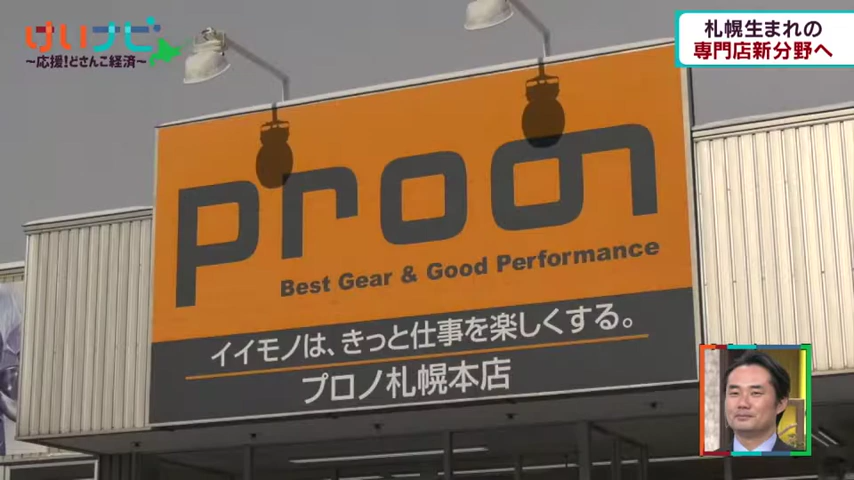 けいナビ
～応援!どさんこ経済～
札幌生まれの
専門店新分野へ
Prono
Best Gear & Good Performance
イイモノは、きっと仕事を楽しくする。
プロノ札幌本店